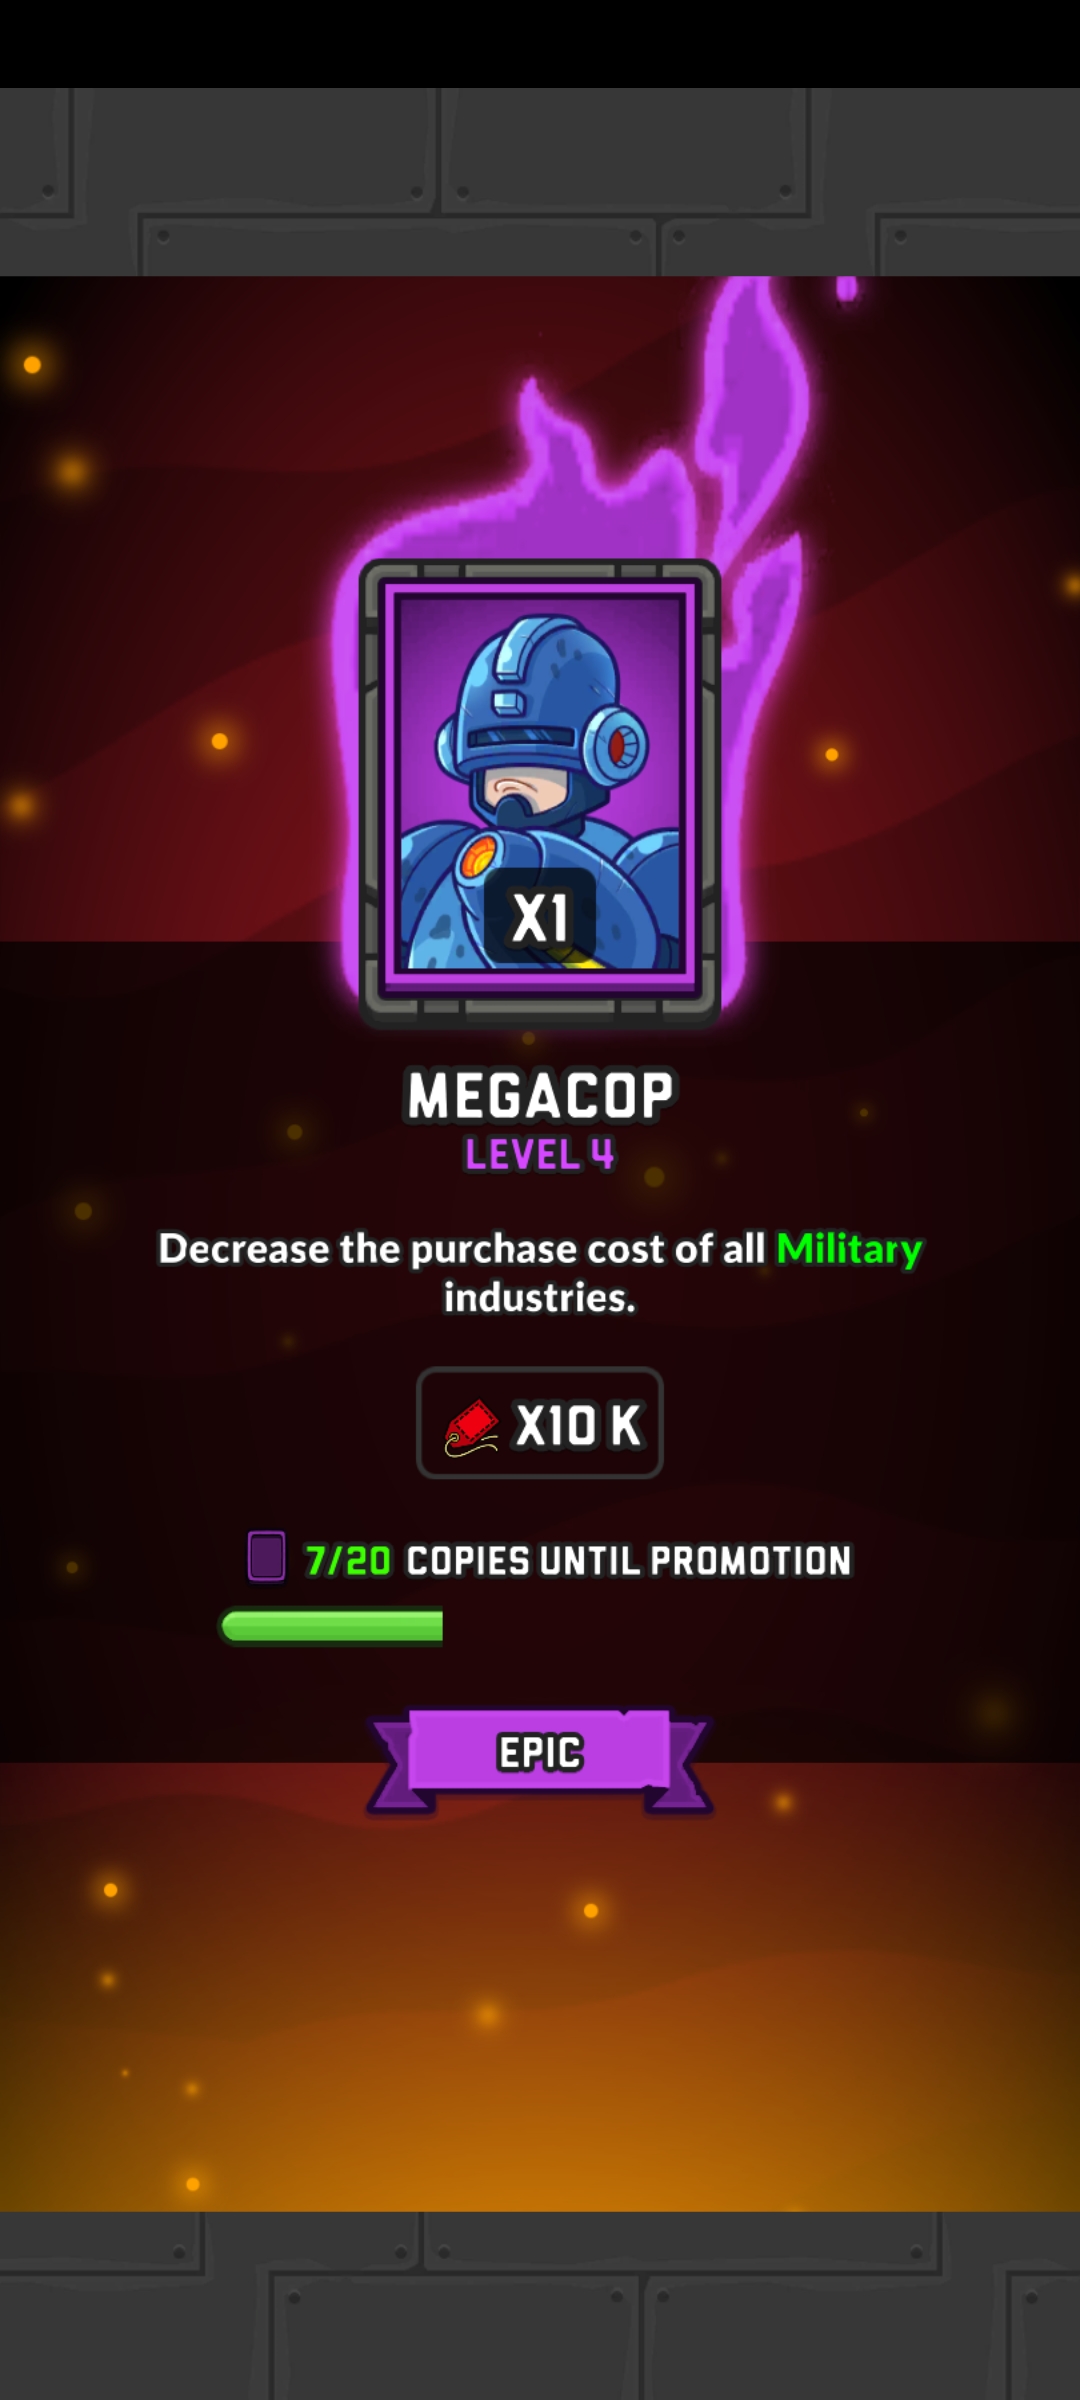 X1
MEGACOP
LEVEL 4
Decrease the purchase cost of all Military
industries.
X10 K
7/20 COPIES UNTIL PROMOTION
EPIC